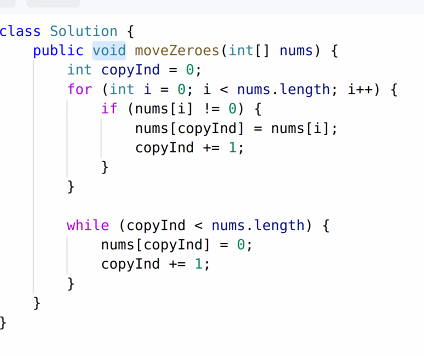 class Solution {
    public void moveZeroes(int[] nums) {
        int copyInd = 0;
        for (int i = 0; i < nums.length; i++) {
            if (nums[i] != 0) {
                nums[copyInd] = nums[i];
                copyInd += 1;
            }
        }

        while (copyInd < nums.length) {
            nums[copyInd] = 0;
            copyInd += 1;
        }
    }
}